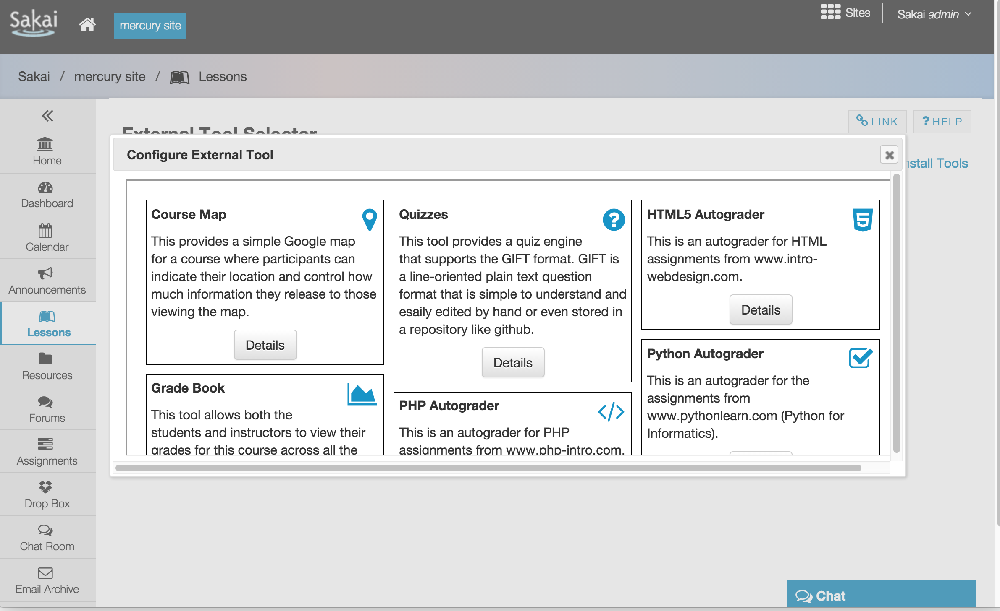 Sakai
mercury site
Sites
Sakai_admin
Sakai / mercury site / Lessons
Home
Dashboard
Calendar
Announcements
Lessons
Resources
Forums
Assignments
Drop Box
Chat Room
Email Archive
LINK
? HELP
External Tool Selector
nstall Tools
Configure External Tool
Course Map
This provides a simple Google map
for a course where participants can
indicate their location and control how
much information they release to those
viewing the map.
Details
Grade Book
This tool allows both the
students and instructors to view their
grades for this course across all the
Quizzes
This tool provides a quiz engine
that supports the GIFT format. GIFT is
a line-oriented plain text question
format that is simple to understand and
esaily edited by hand or even stored in
a repository like github.
Details
PHP Autograder
This is an autograder for PHP
assignments from www.php-intro.com.
HTML5 Autograder
This is an autograder for HTML
assignments from www.intro-
webdesign.com.
Details
Python Autograder
This is an autograder for the
assignments from
www.pythonlearn.com (Python for
Informatics).
Chat